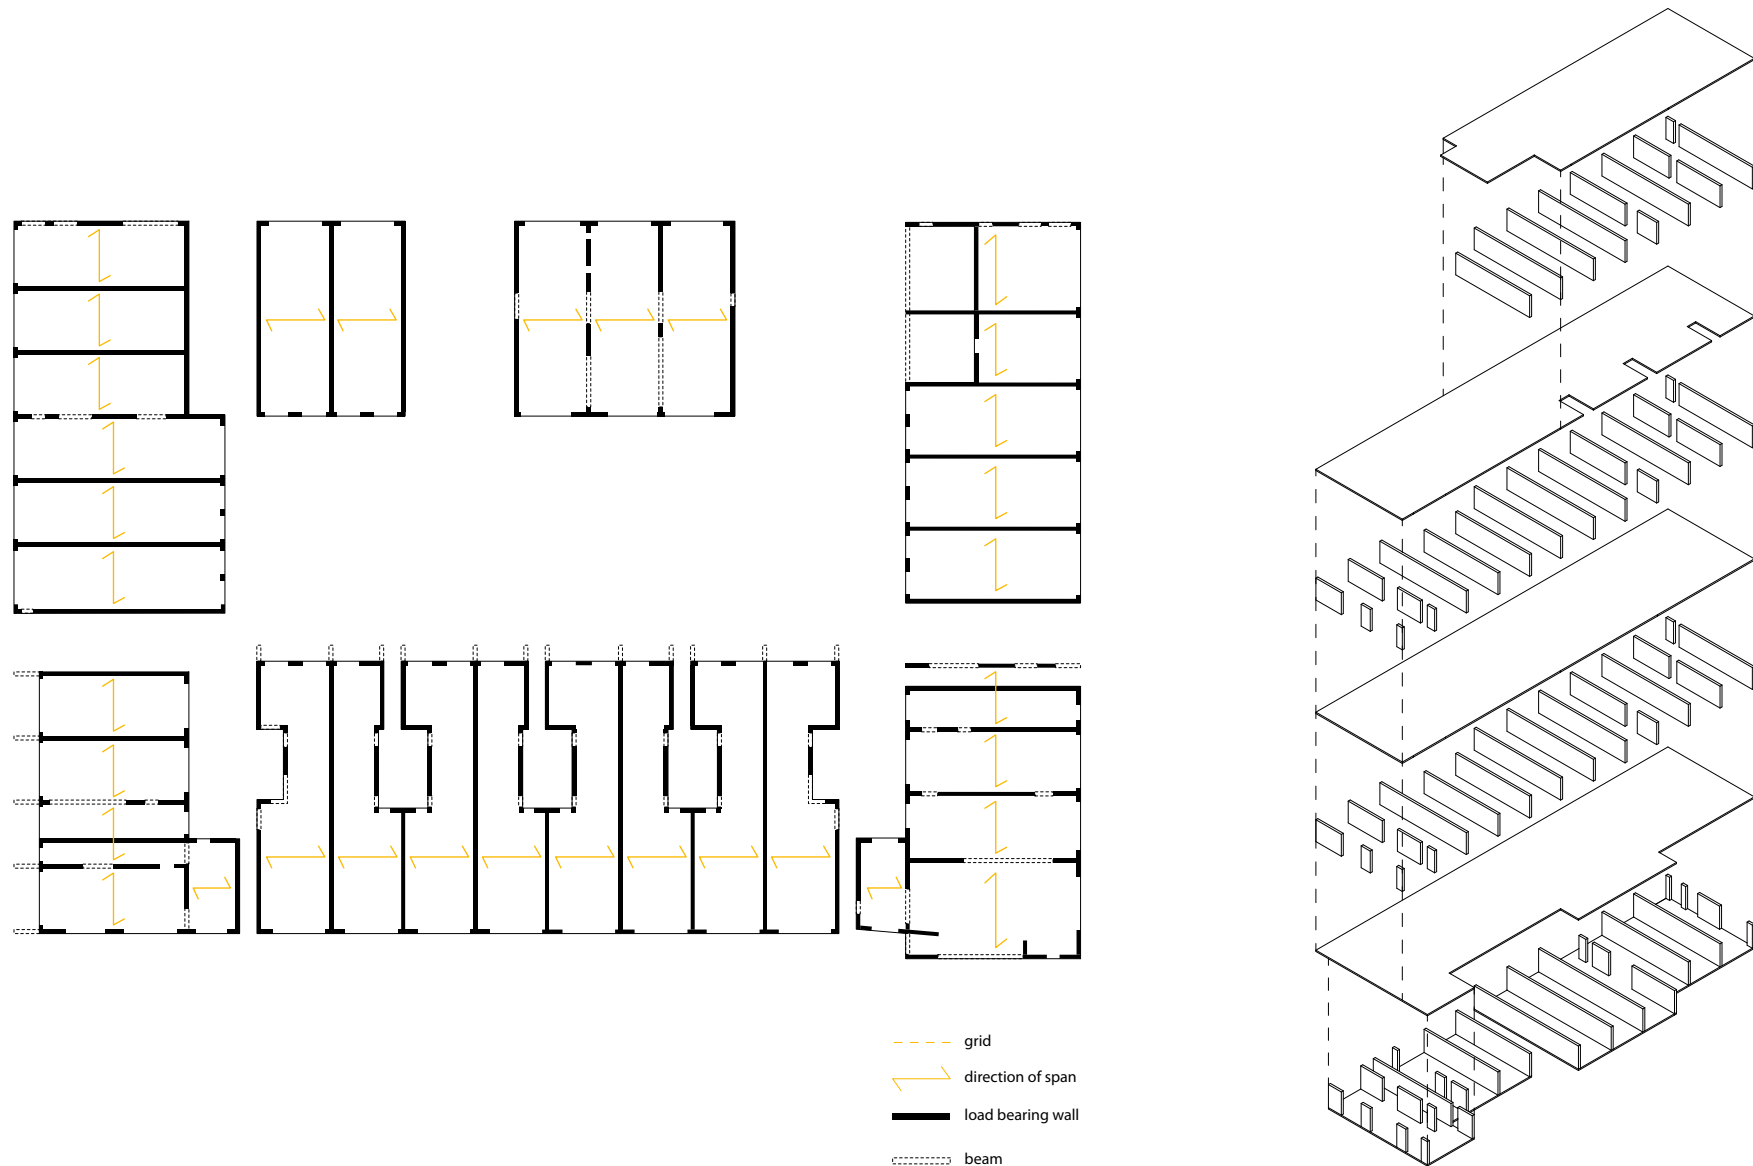 grid
direction of span
load bearing wall
beam